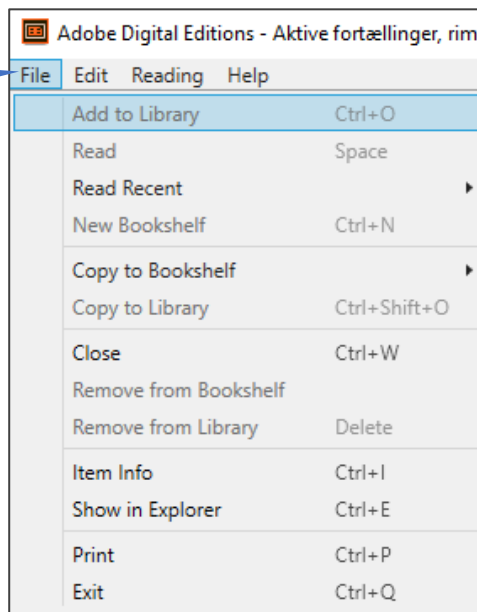 Adobe Digital Editions - Aktive fortællinger, rim
File Edit Reading Help
Add to Library Ctrl+O
Read Space
Read Recent
New Bookshelf Ctrl+N
Copy to Bookshelf
Copy to Library Ctrl+Shift+O
Close Ctrl+W
Remove from Bookshelf
Remove from Library Delete
Item Info Ctrl+I
Show in Explorer Ctrl+E
Print Ctrl+P
Exit Ctrl+Q